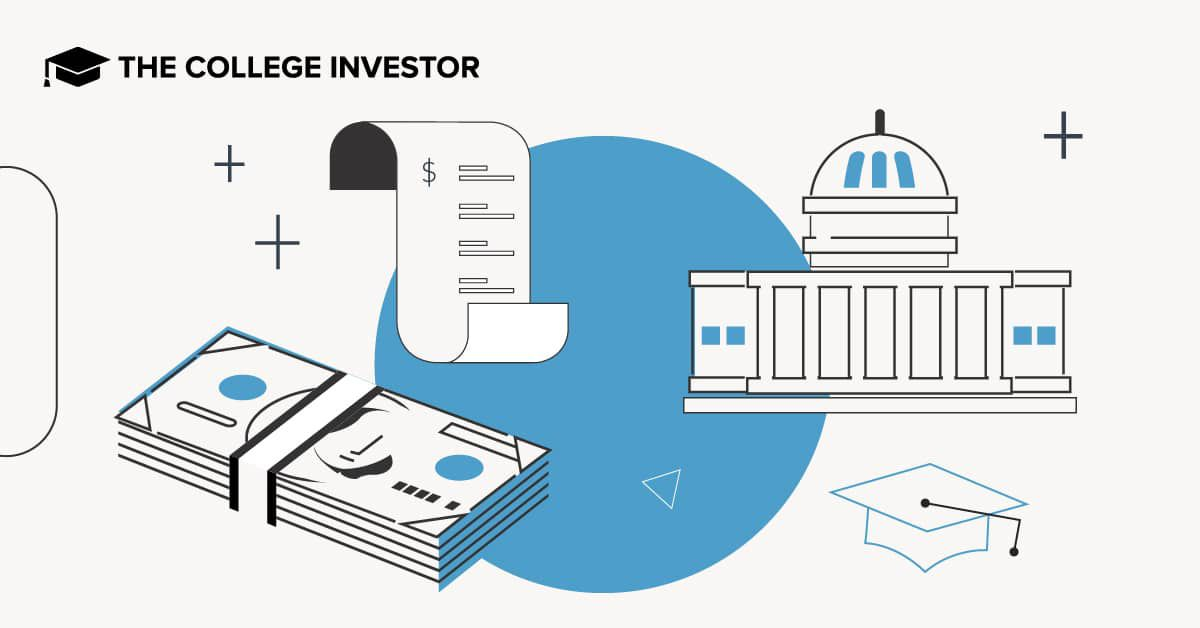 THE COLLEGE INVESTOR
$